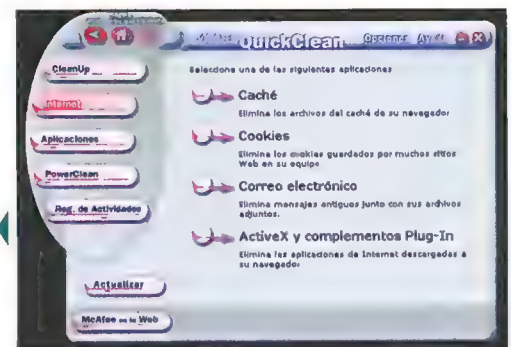 QuickClean
Opciones
CleanUp
Seleccione una de las siguientes aplicaciones
Internet
Caché
Elimina los archivos del caché de su navegador
Aplicaciones
Cookies
Elimina los cookies guardados por muchos sitios
Web en su equipo
PowerClean
Correo electrónico
Elimina mensajes antiguos junto con sus archivos
adjuntos.
Reg. de Actividades
ActiveX y complementos Plug-In
Elimina las aplicaciones de Internet descargadas a
su navegador
Actualizar
McAfee en la Web